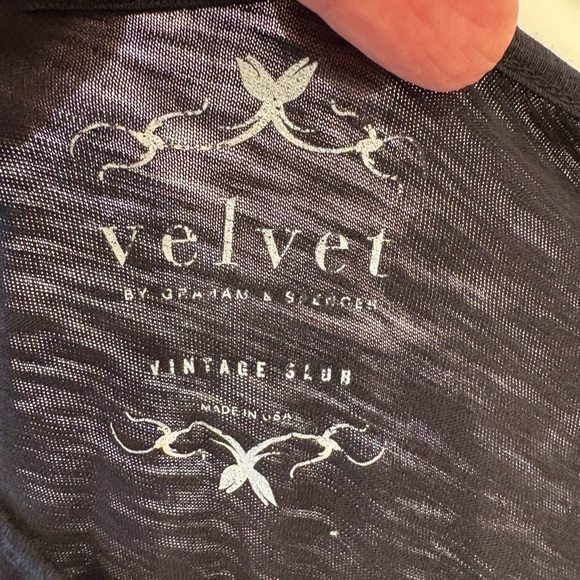 velvet
BY GRAHAM & SPENCER
VINTAGE SLUB
MADE IN USA